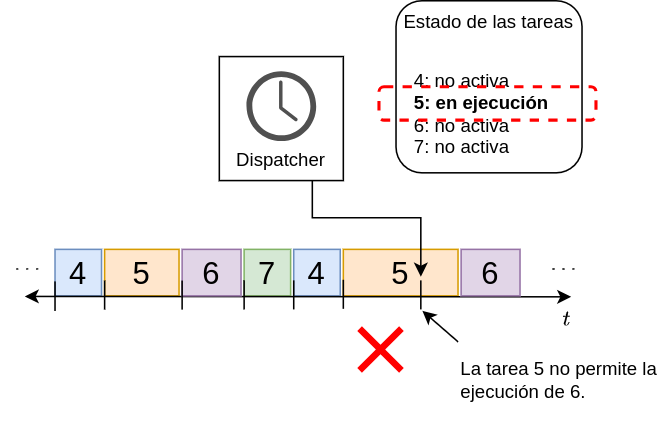 Estado de las tareas
4: no activa
5: en ejecución
6: no activa
7: no activa
Dispatcher
. . . 4 5 6 7 4 5 6 . . .
t
La tarea 5 no permite la
ejecución de 6.